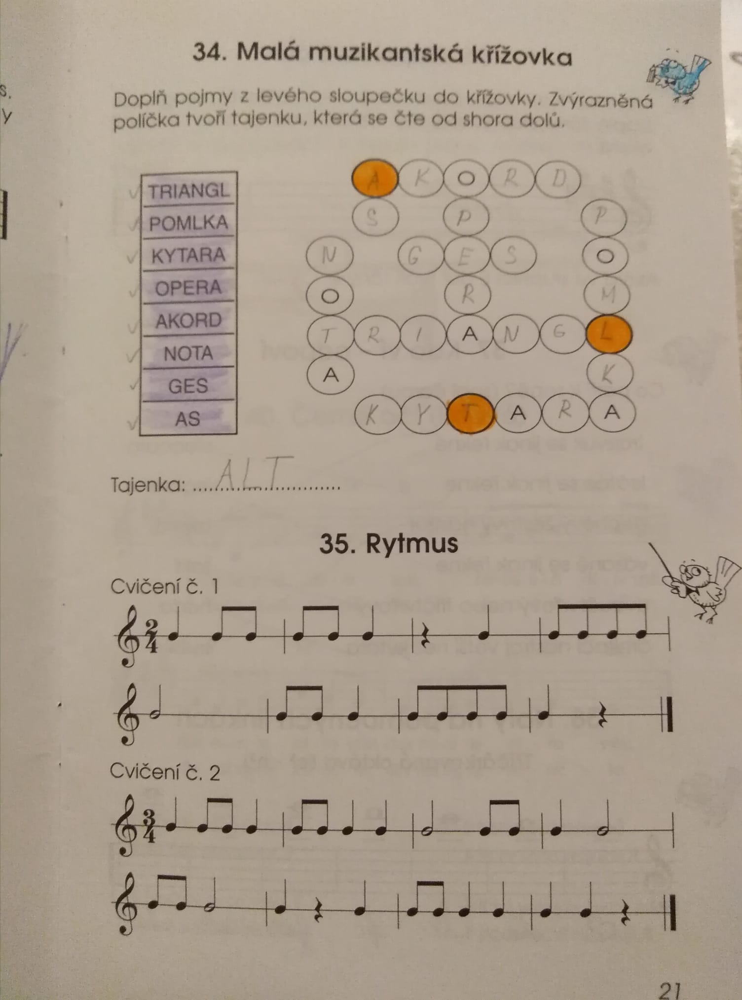 34. Malá muzikantská křížovka
Doplň pojmy z levého sloupečku do křížovky. Zvýrazněná
políčka tvoří tajenku, která se čte od shora dolů.
TRIANGL
POMLKA
KYTARA
OPERA
AKORD
NOTA
GES
AS
A K O R D
S P P
N G E S O
O R M
T R I A N G L
A K
K Y T A R A
Tajenka: ....ALT....
35. Rytmus
Cvičení č. 1
2
4
Cvičení č. 2
3
4
21
s.
y